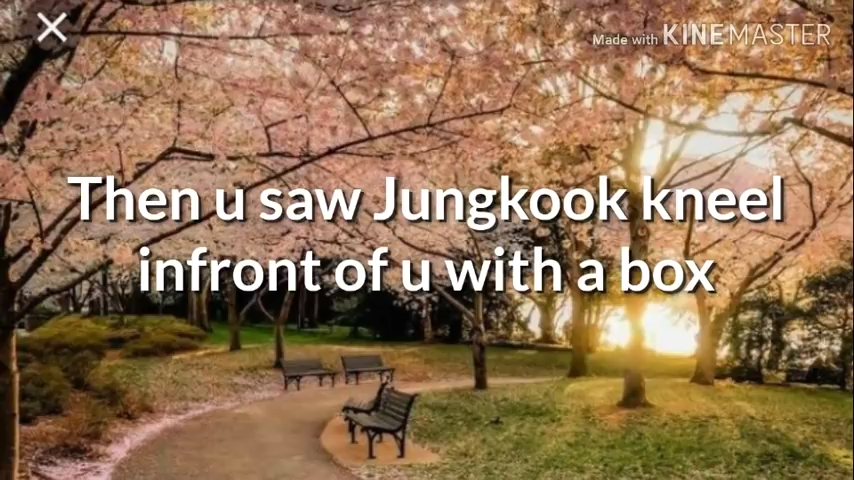 Made with KINEMASTER
Then u saw Jungkook kneel
infront of u with a box